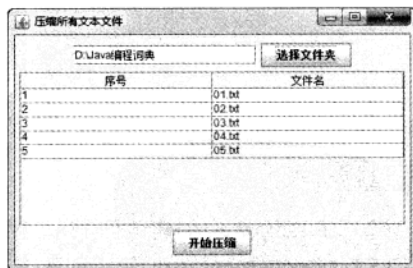 压缩所有文本文件
D:\Java编程词典 选择文件夹
序号 文件名
1 01.txt
2 02.txt
3 03.txt
4 04.txt
5 05.txt
开始压缩